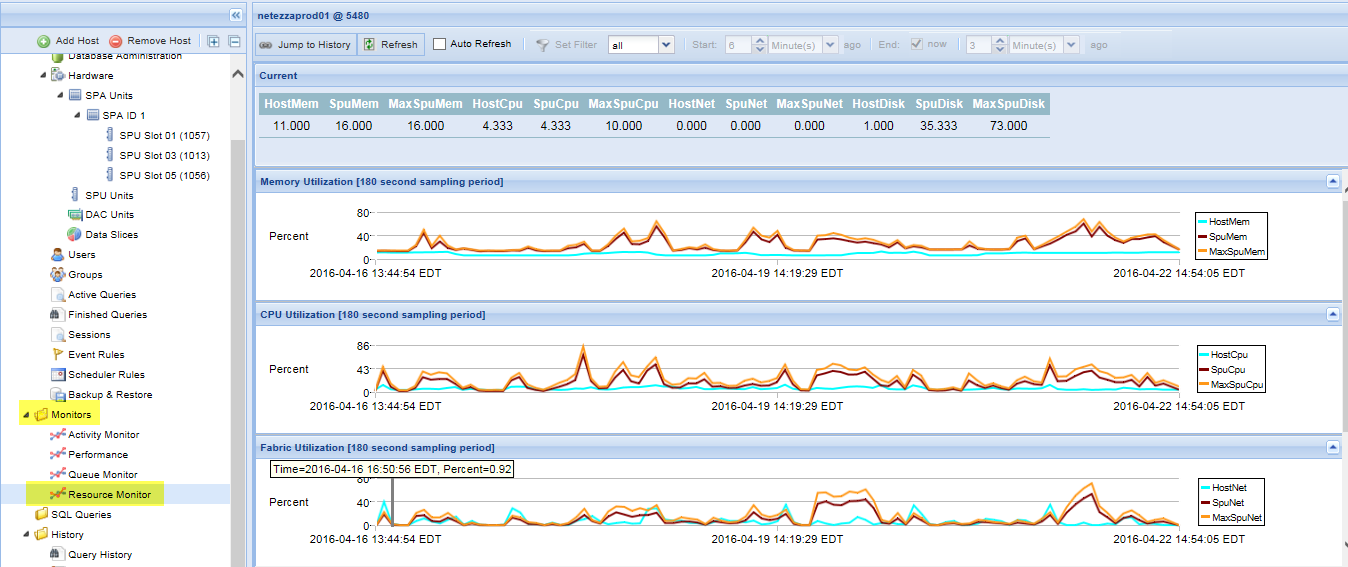 netezzaprod01 @ 5480
Add Host Remove Host
Jump to History Refresh Auto Refresh Set Filter all Start: 6 Minute(s) ago End: now 3 Minute(s) ago
Database Administration
Hardware
SPA Units
SPA ID 1
SPU Slot 01 (1057)
SPU Slot 03 (1013)
SPU Slot 05 (1056)
SPU Units
DAC Units
Data Slices
Users
Groups
Active Queries
Finished Queries
Sessions
Event Rules
Scheduler Rules
Backup & Restore
Monitors
Activity Monitor
Performance
Queue Monitor
Resource Monitor
SQL Queries
History
Query History
Current
HostMem SpuMem MaxSpuMem HostCpu SpuCpu MaxSpuCpu HostNet SpuNet MaxSpuNet HostDisk SpuDisk MaxSpuDisk
11.000 16.000 16.000 4.333 4.333 10.000 0.000 0.000 0.000 1.000 35.333 73.000
Memory Utilization [180 second sampling period]
Percent
80
40
0
2016-04-16 13:44:54 EDT 2016-04-19 14:19:29 EDT 2016-04-22 14:54:05 EDT
HostMem
SpuMem
MaxSpuMem
CPU Utilization [180 second sampling period]
Percent
86
43
0
2016-04-16 13:44:54 EDT 2016-04-19 14:19:29 EDT 2016-04-22 14:54:05 EDT
HostCpu
SpuCpu
MaxSpuCpu
Fabric Utilization [180 second sampling period]
Time=2016-04-16 16:50:56 EDT, Percent=0.92
Percent
80
40
0
2016-04-16 13:44:54 EDT 2016-04-19 14:19:29 EDT 2016-04-22 14:54:05 EDT
HostNet
SpuNet
MaxSpuNet